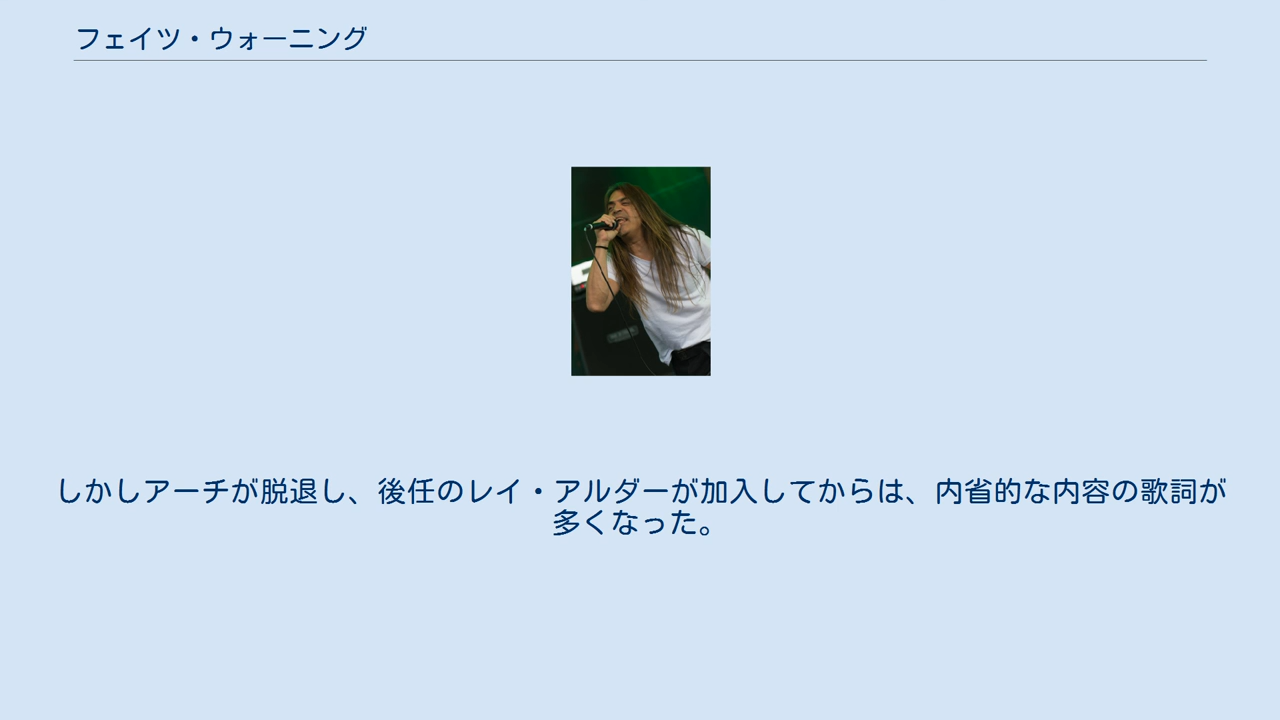 フェイツ・ウォーニング
しかしアーチが脱退し、後任のレイ・アルダーが加入してからは、内省的な内容の歌詞が
多くなった。